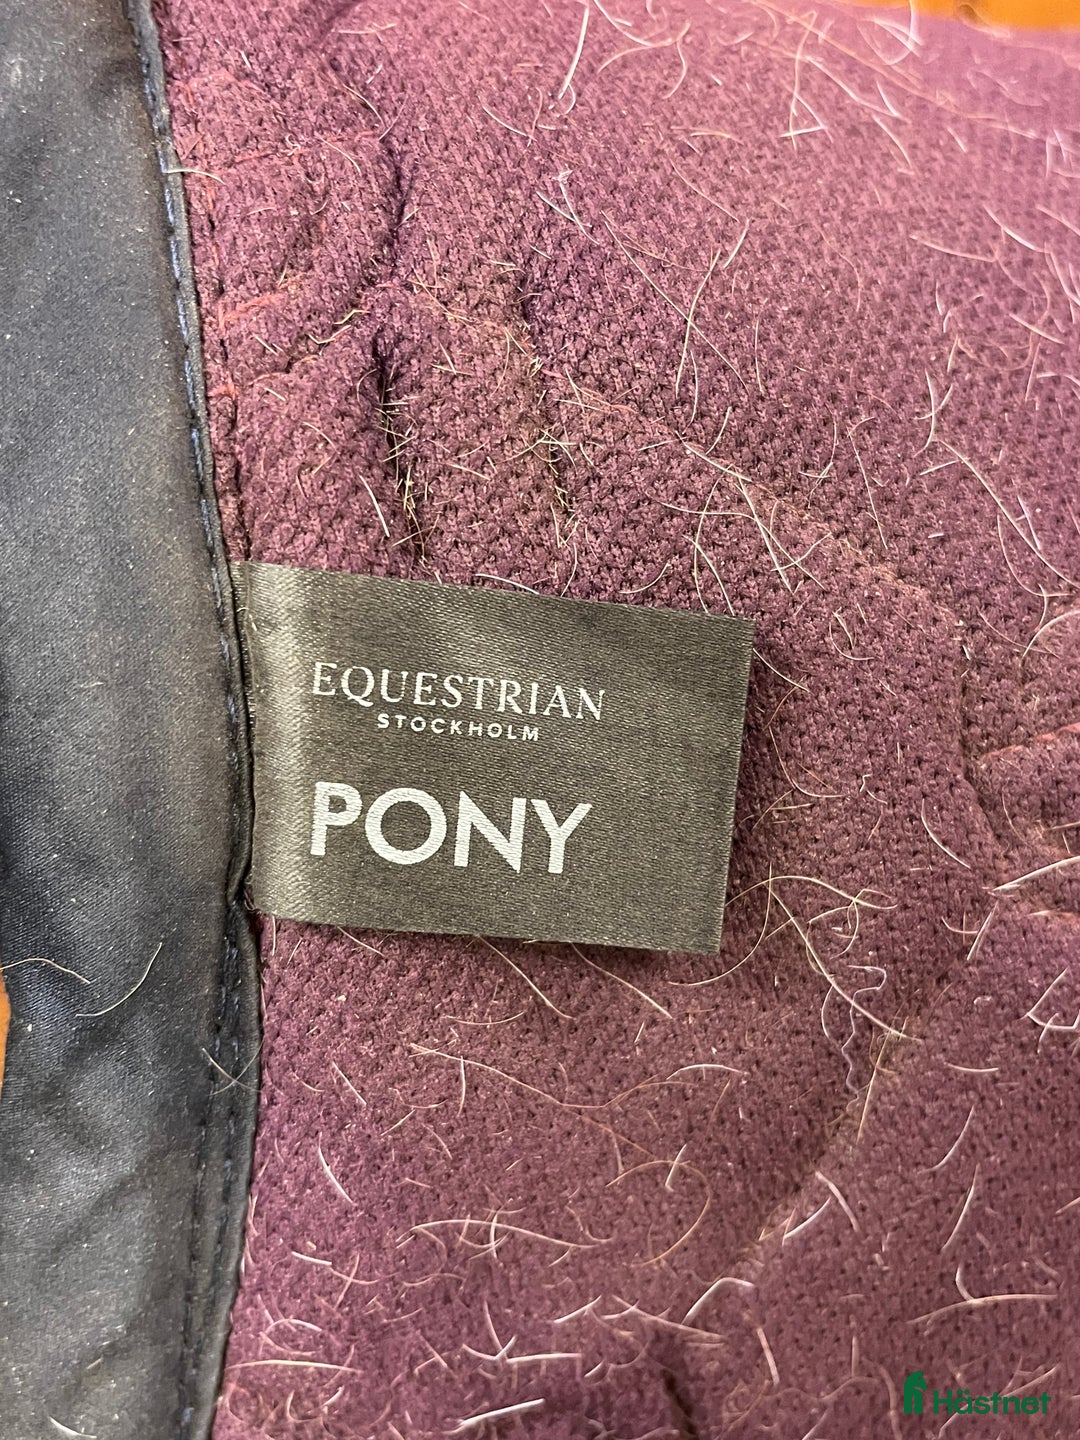 EQUESTRIAN
STOCKHOLM
PONY
Hästnet